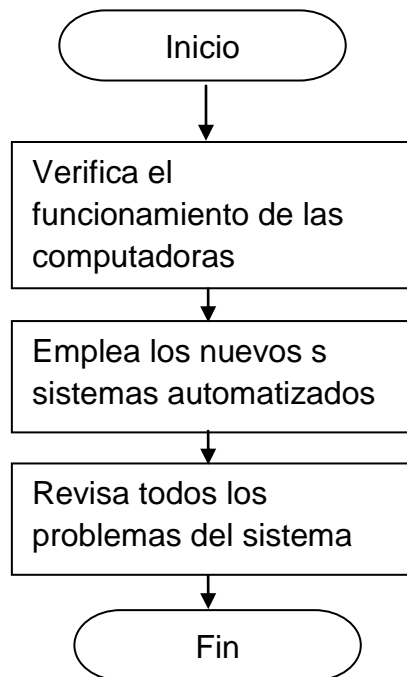 Inicio
Verifica el
funcionamiento de las
computadoras
Emplea los nuevos s
sistemas automatizados
Revisa todos los
problemas del sistema
Fin